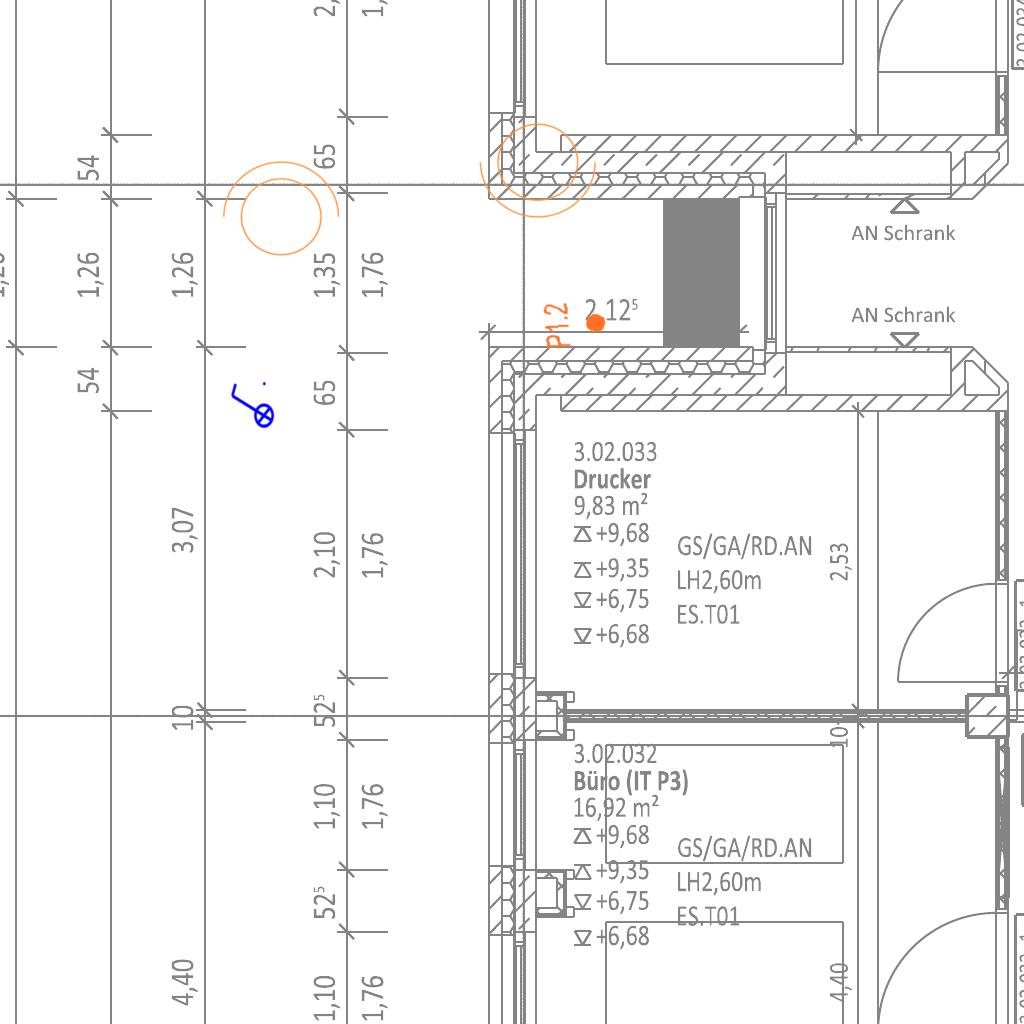 54
65
1,26
1,26
1,35
1,76
AN Schrank
P1.2
2,12⁵
AN Schrank
54
65
3.02.033
Drucker
9,83 m²
+9,68
+9,35
+6,75
+6,68
GS/GA/RD.AN
LH2,60m
ES.T01
3,07
2,10
1,76
2,53
10
52⁵
10
3.02.032
Büro (IT P3)
16,92 m²
+9,68
+9,35
+6,75
+6,68
GS/GA/RD.AN
LH2,60m
ES.T01
1,10
1,76
52⁵
4,40
1,10
1,76
4,40